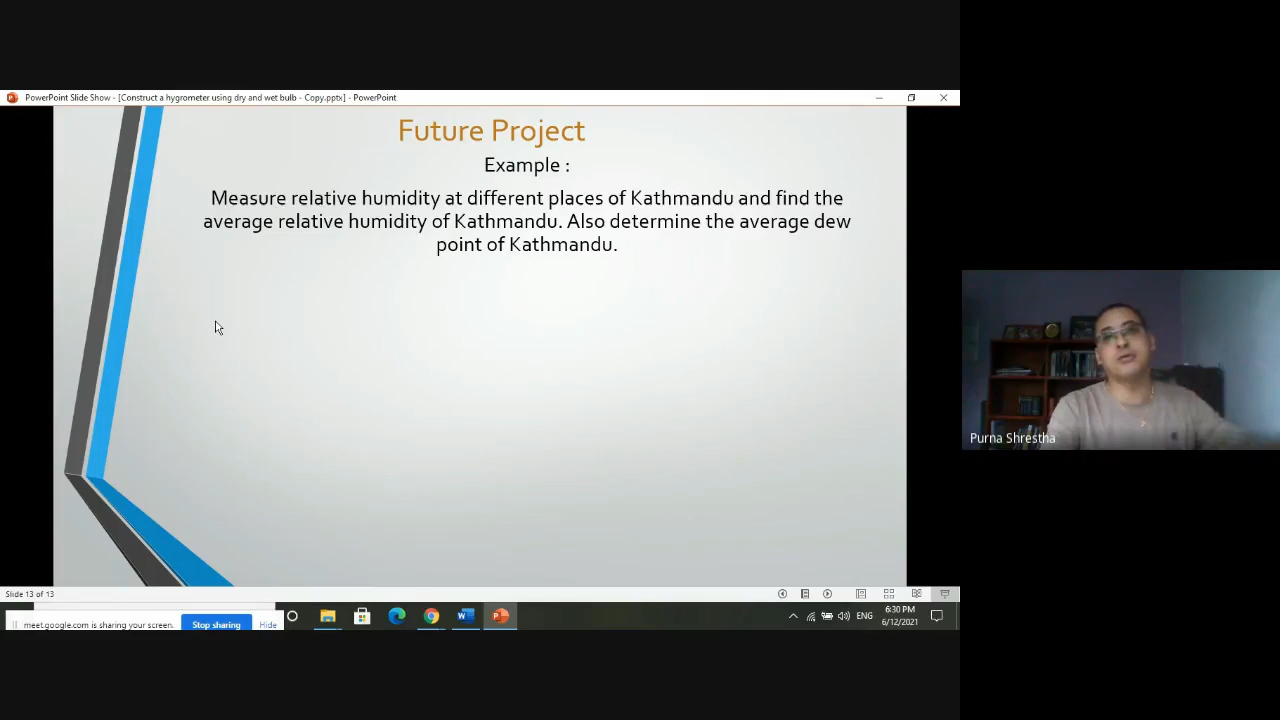 PowerPoint Slide Show - [Construct a hygrometer using dry and wet bulb - Copy.pptx] - PowerPoint
Future Project
Example :
Measure relative humidity at different places of Kathmandu and find the
average relative humidity of Kathmandu. Also determine the average dew
point of Kathmandu.
Purna Shrestha
Slide 13 of 13
meet.google.com is sharing your screen.
Stop sharing
Hide
ENG
6:30 PM
6/12/2021